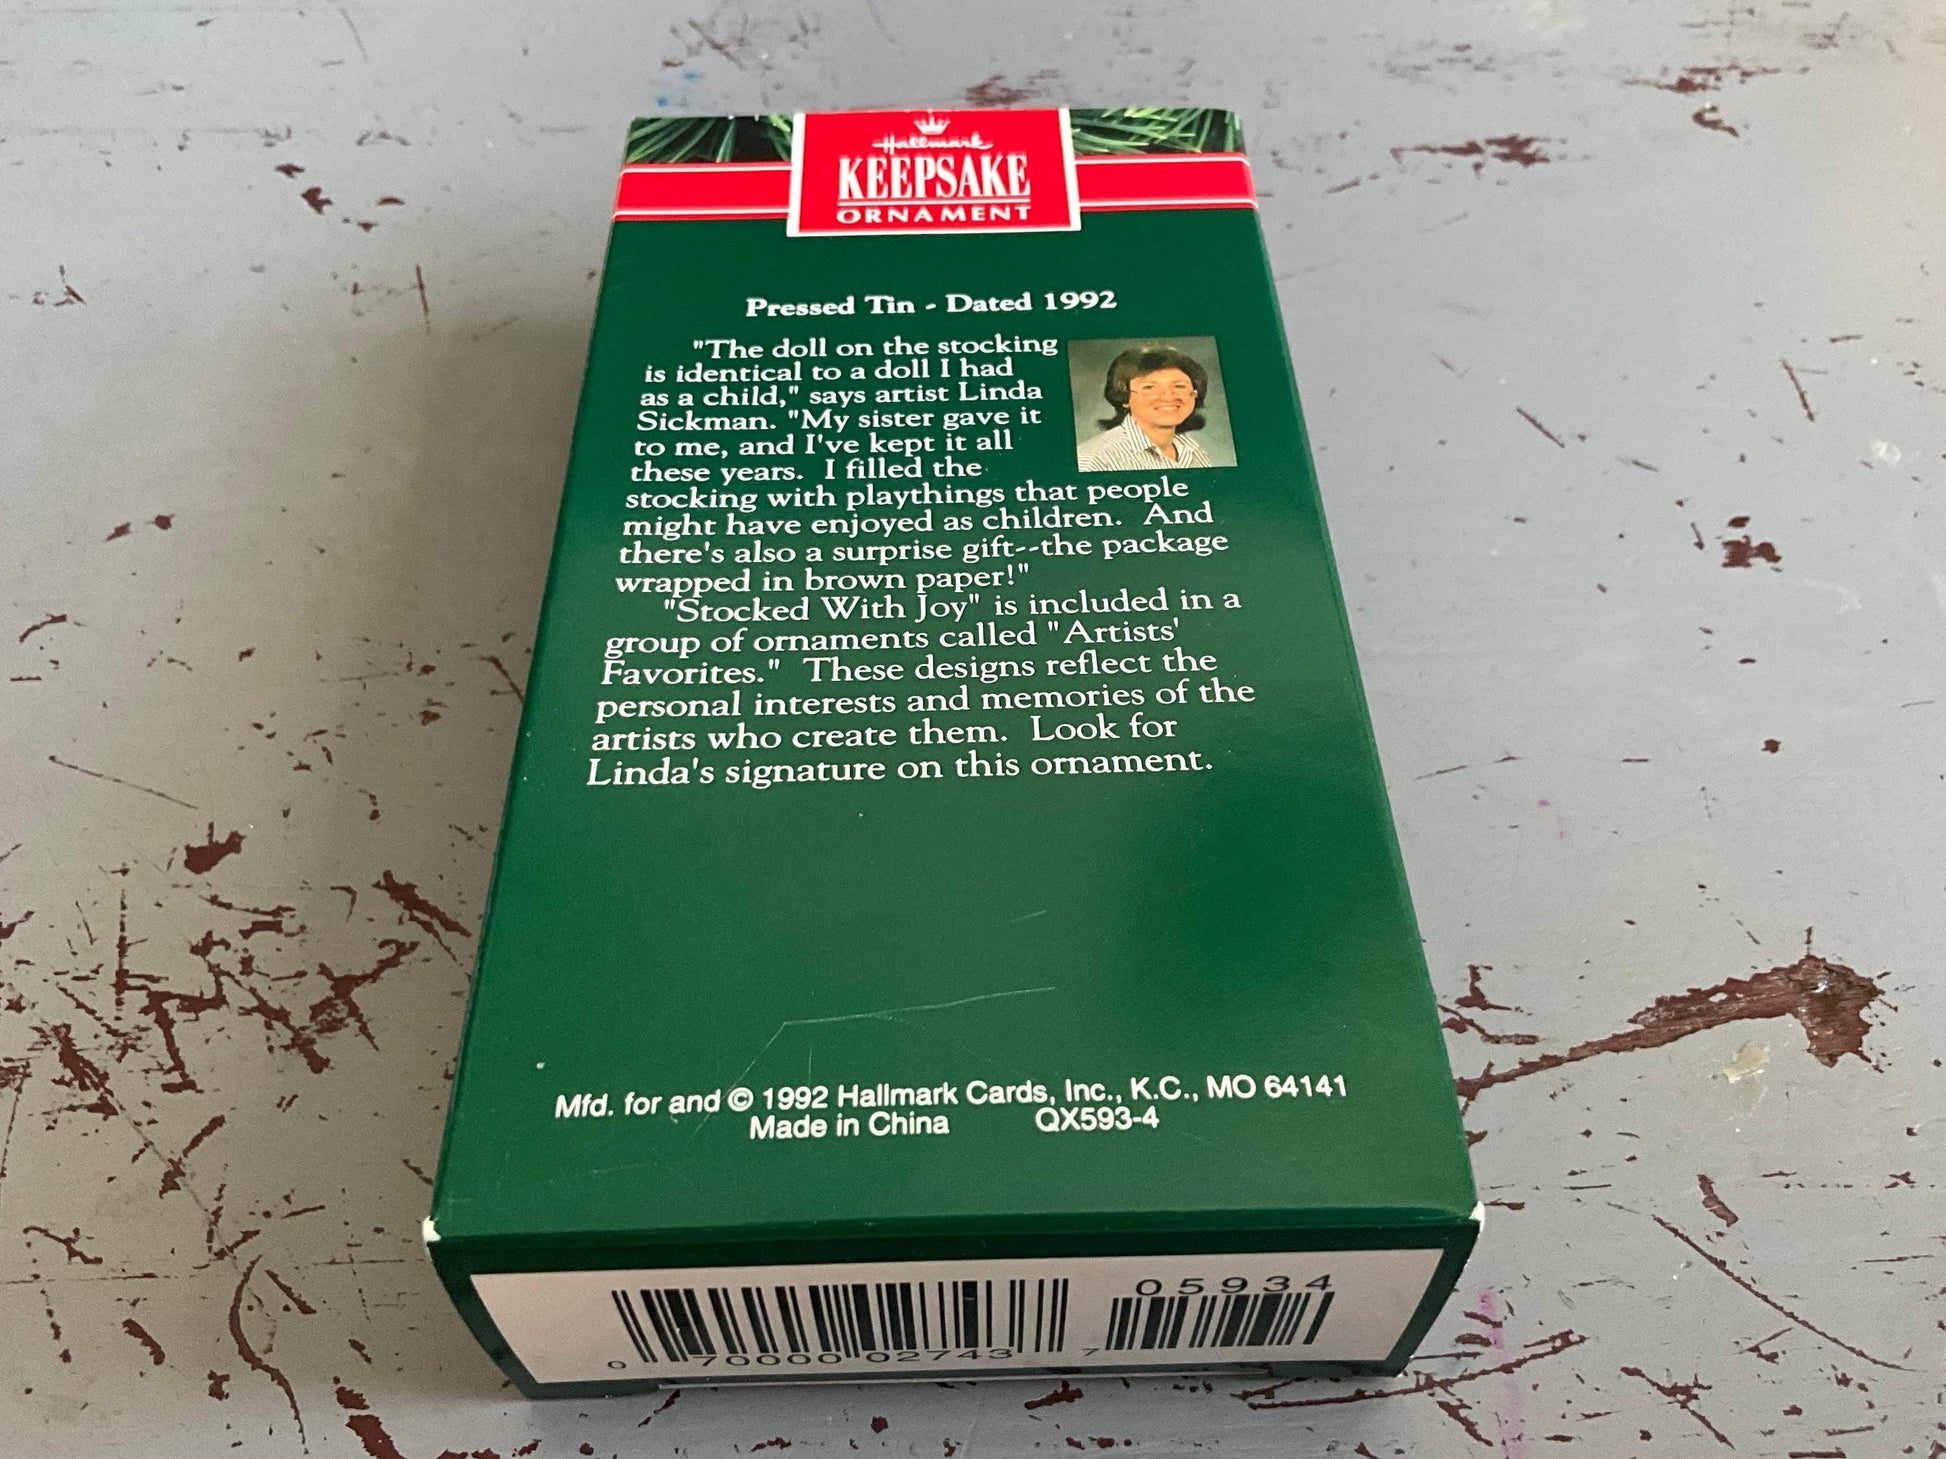 Hallmark
KEEPSAKE
ORNAMENT
Pressed Tin - Dated 1992
"The doll on the stocking
is identical to a doll I had
as a child," says artist Linda
Sickman. "My sister gave it
to me, and I've kept it all
these years. I filled the
stocking with playthings that people
might have enjoyed as children. And
there's also a surprise gift--the package
wrapped in brown paper!"
"Stocked With Joy" is included in a
group of ornaments called "Artists'
Favorites." These designs reflect the
personal interests and memories of the
artists who create them. Look for
Linda's signature on this ornament.
Mfd. for and © 1992 Hallmark Cards, Inc., K.C., MO 64141
Made in China QX593-4
05934
0 70000 02743 7